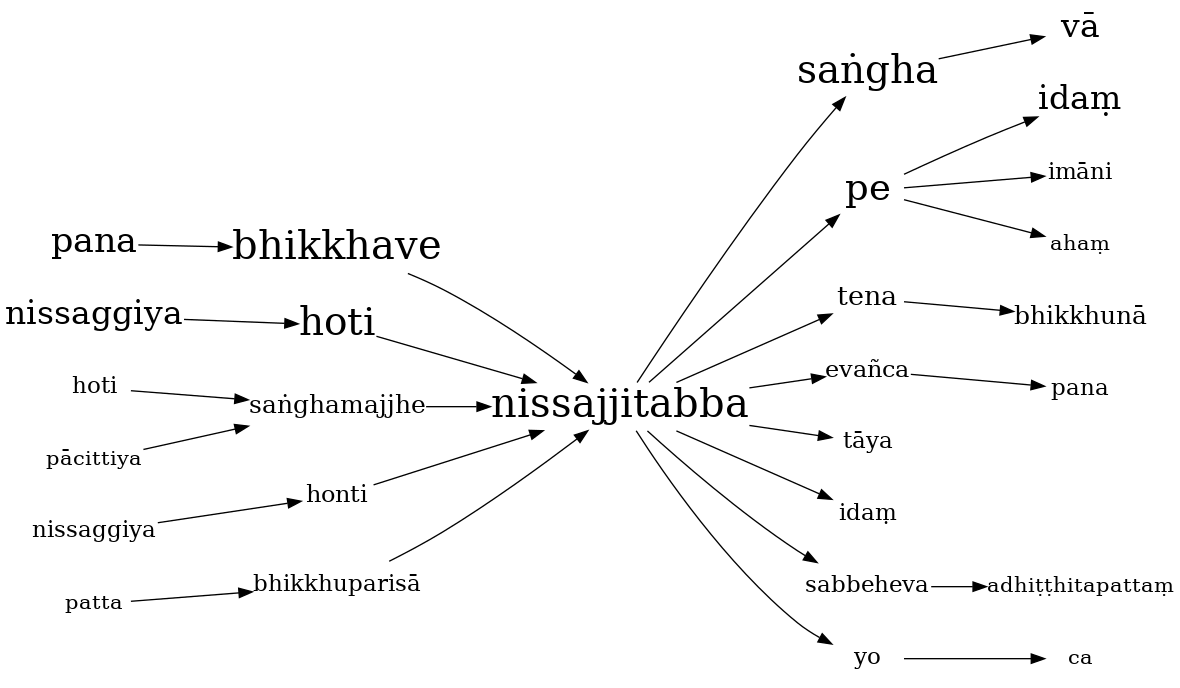 vā
saṅgha
idaṃ
imāni
pe
pana
bhikkhave
ahaṃ
tena
nissaggiya
hoti
bhikkhunā
evañca
hoti
pana
saṅghamajjhe
nissajjitabba
tāya
pācittiya
honti
idaṃ
nissaggiya
bhikkhuparisā
sabbeheva
adhiṭṭhitapattaṃ
patta
yo
ca